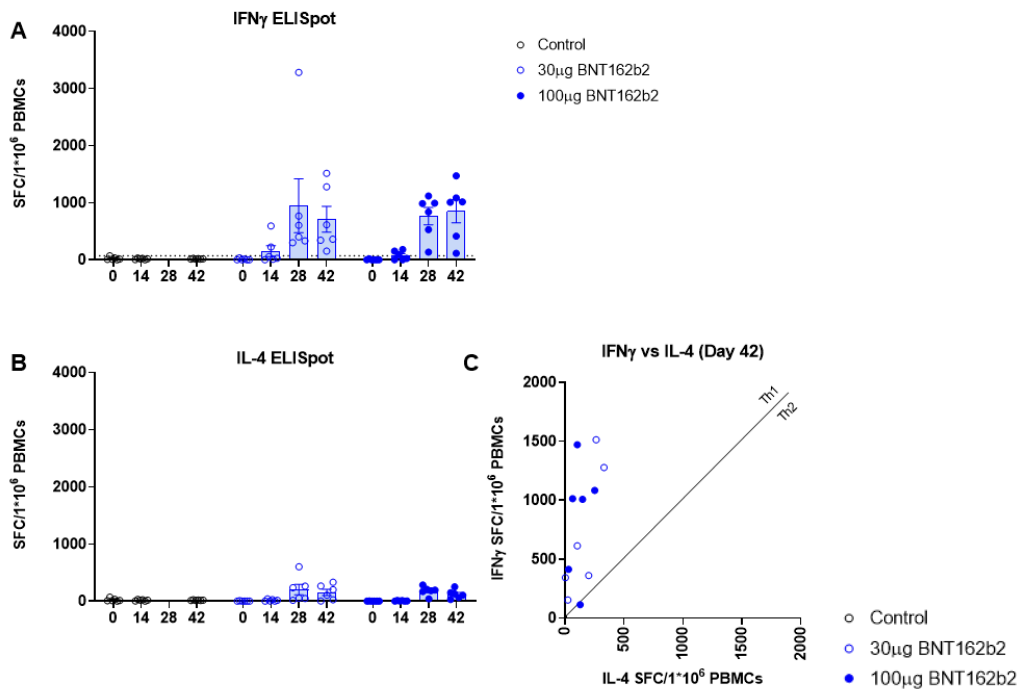 A
IFNγ ELISpot
4000
3000
2000
1000
0
SFC/1*10⁶ PBMCs
0 14 28 42 0 14 28 42 0 14 28 42
Control
30μg BNT162b2
100μg BNT162b2
B
IL-4 ELISpot
4000
3000
2000
1000
0
SFC/1*10⁶ PBMCs
0 14 28 42 0 14 28 42 0 14 28 42
C
IFNγ vs IL-4 (Day 42)
2000
1500
1000
500
0
IFNγ SFC/1*10⁶ PBMCs
Th1
Th2
0 500 1000 1500 2000
IL-4 SFC/1*10⁶ PBMCs
Control
30μg BNT162b2
100μg BNT162b2